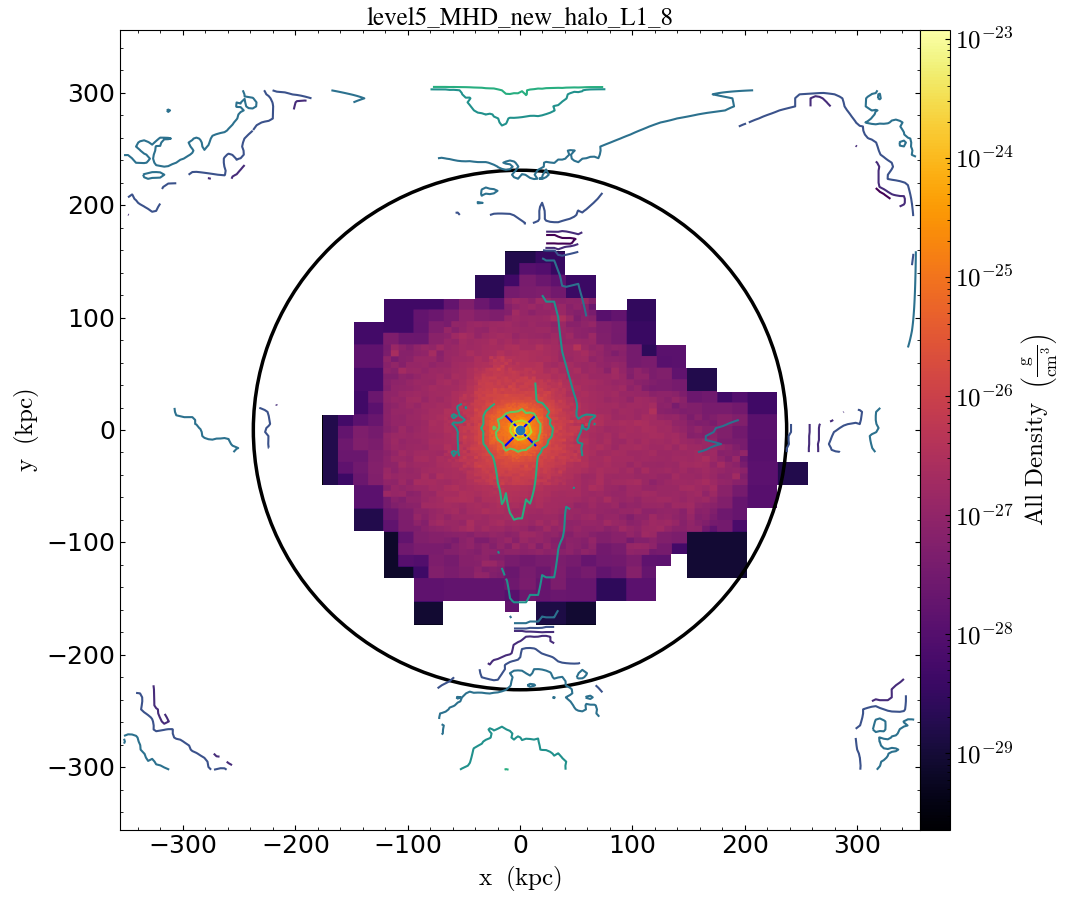 level5_MHD_new_halo_L1_8
300
200
100
0
−100
−200
−300
−300 −200 −100 0 100 200 300
x (kpc)
y (kpc)
10^{−23}
10^{−24}
10^{−25}
10^{−26}
10^{−27}
10^{−28}
10^{−29}
All Density (g/cm^3)